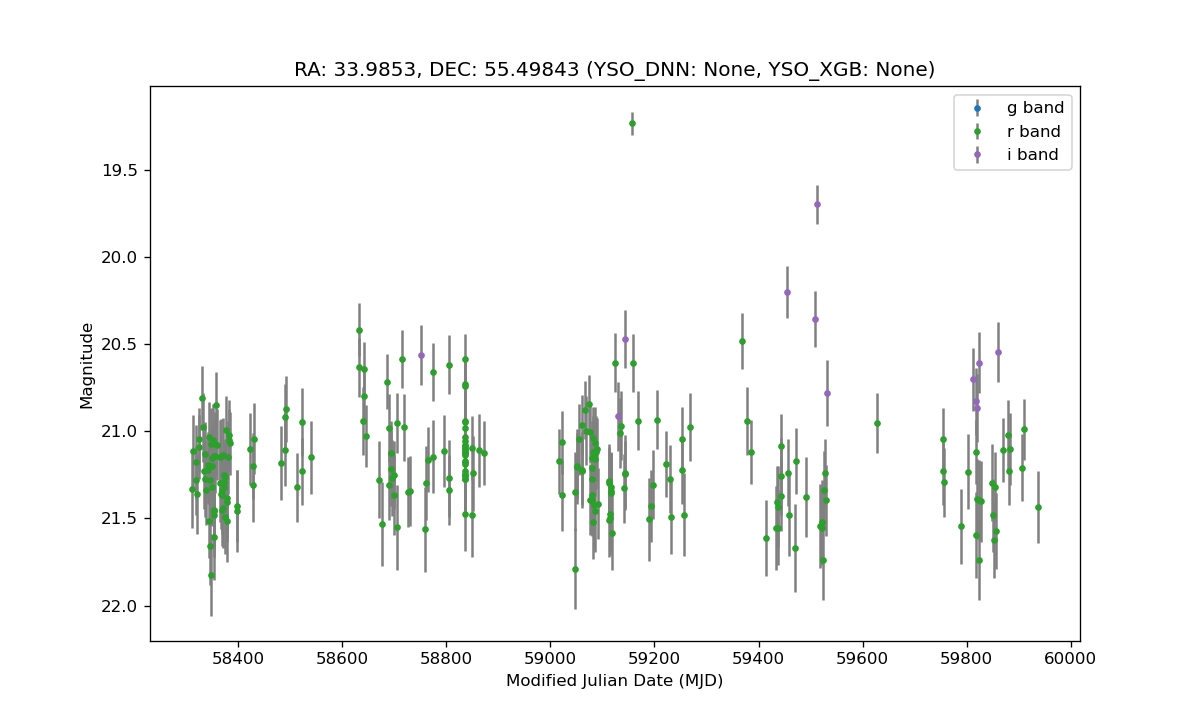 RA: 33.9853, DEC: 55.49843 (YSO_DNN: None, YSO_XGB: None)
g band
r band
i band
19.5
20.0
20.5
21.0
21.5
22.0
Magnitude
58400 58600 58800 59000 59200 59400 59600 59800 60000
Modified Julian Date (MJD)